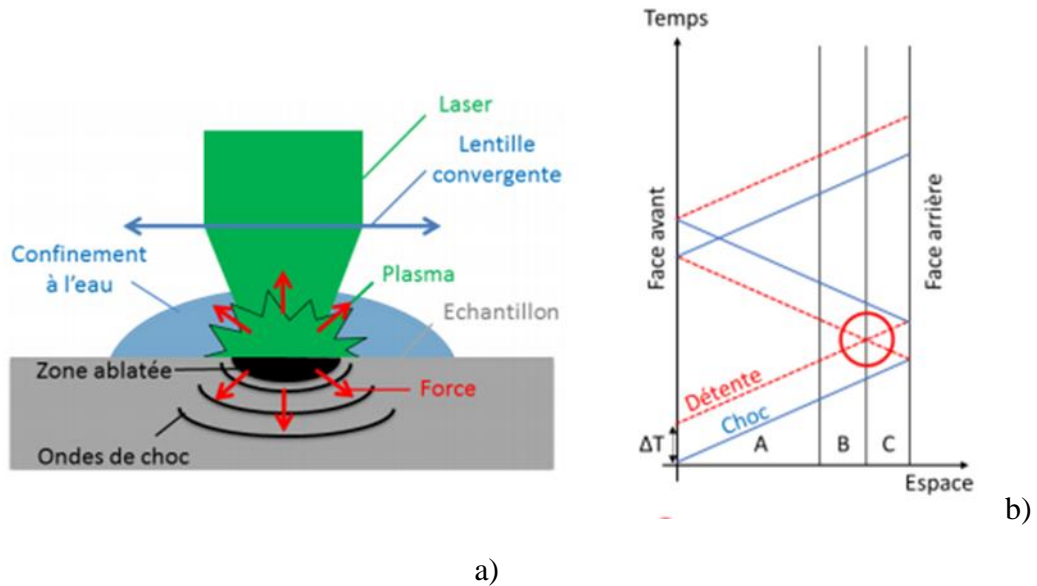 Laser
Lentille
convergente
Confinement
à l'eau
Plasma
Echantillon
Zone ablatée
Force
Ondes de choc
a)
Temps
Face avant
Face arrière
Détente
Choc
ΔT
A
B
C
Espace
b)